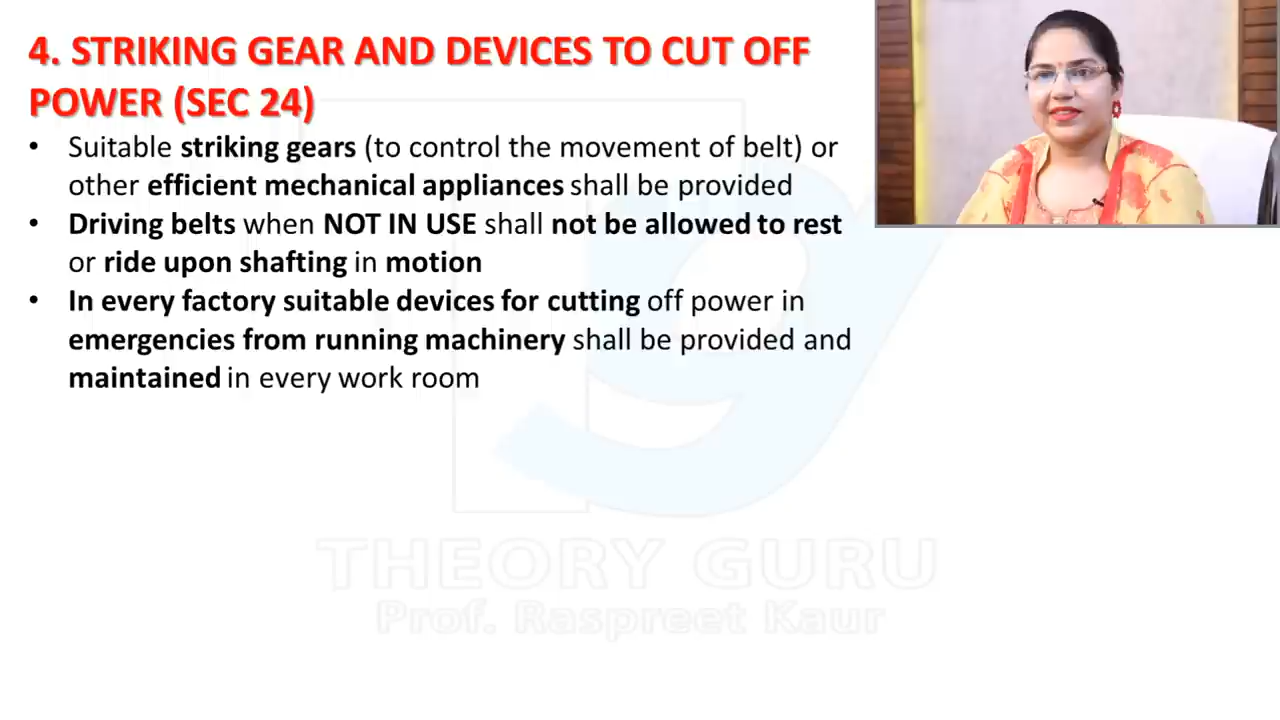 4. STRIKING GEAR AND DEVICES TO CUT OFF
POWER (SEC 24)
• Suitable striking gears (to control the movement of belt) or
other efficient mechanical appliances shall be provided
• Driving belts when NOT IN USE shall not be allowed to rest
or ride upon shafting in motion
• In every factory suitable devices for cutting off power in
emergencies from running machinery shall be provided and
maintained in every work room
THEORY GURU
Prof. Raspreet Kaur